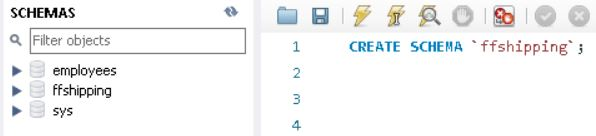 SCHEMAS
Filter objects
employees
ffshipping
sys
1 CREATE SCHEMA `ffshipping`;
2
3
4